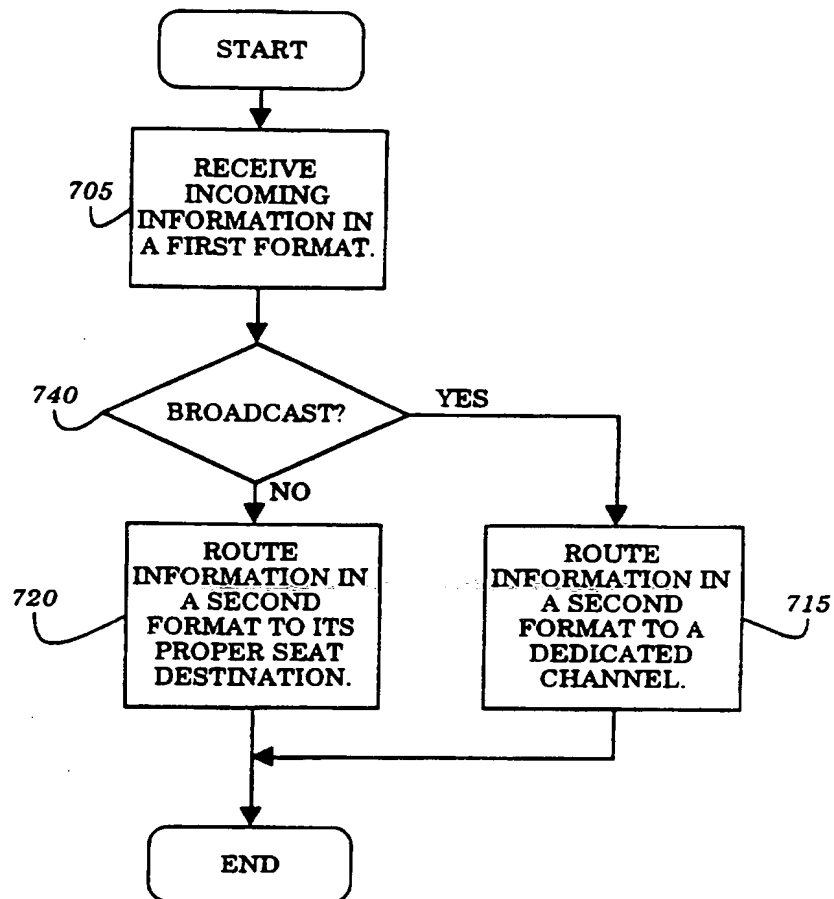 START
705
RECEIVE
INCOMING
INFORMATION IN
A FIRST FORMAT.
740
BROADCAST?
YES
NO
720
ROUTE
INFORMATION IN
A SECOND
FORMAT TO ITS
PROPER SEAT
DESTINATION.
ROUTE
INFORMATION IN
A SECOND
FORMAT TO A
DEDICATED
CHANNEL.
715
END